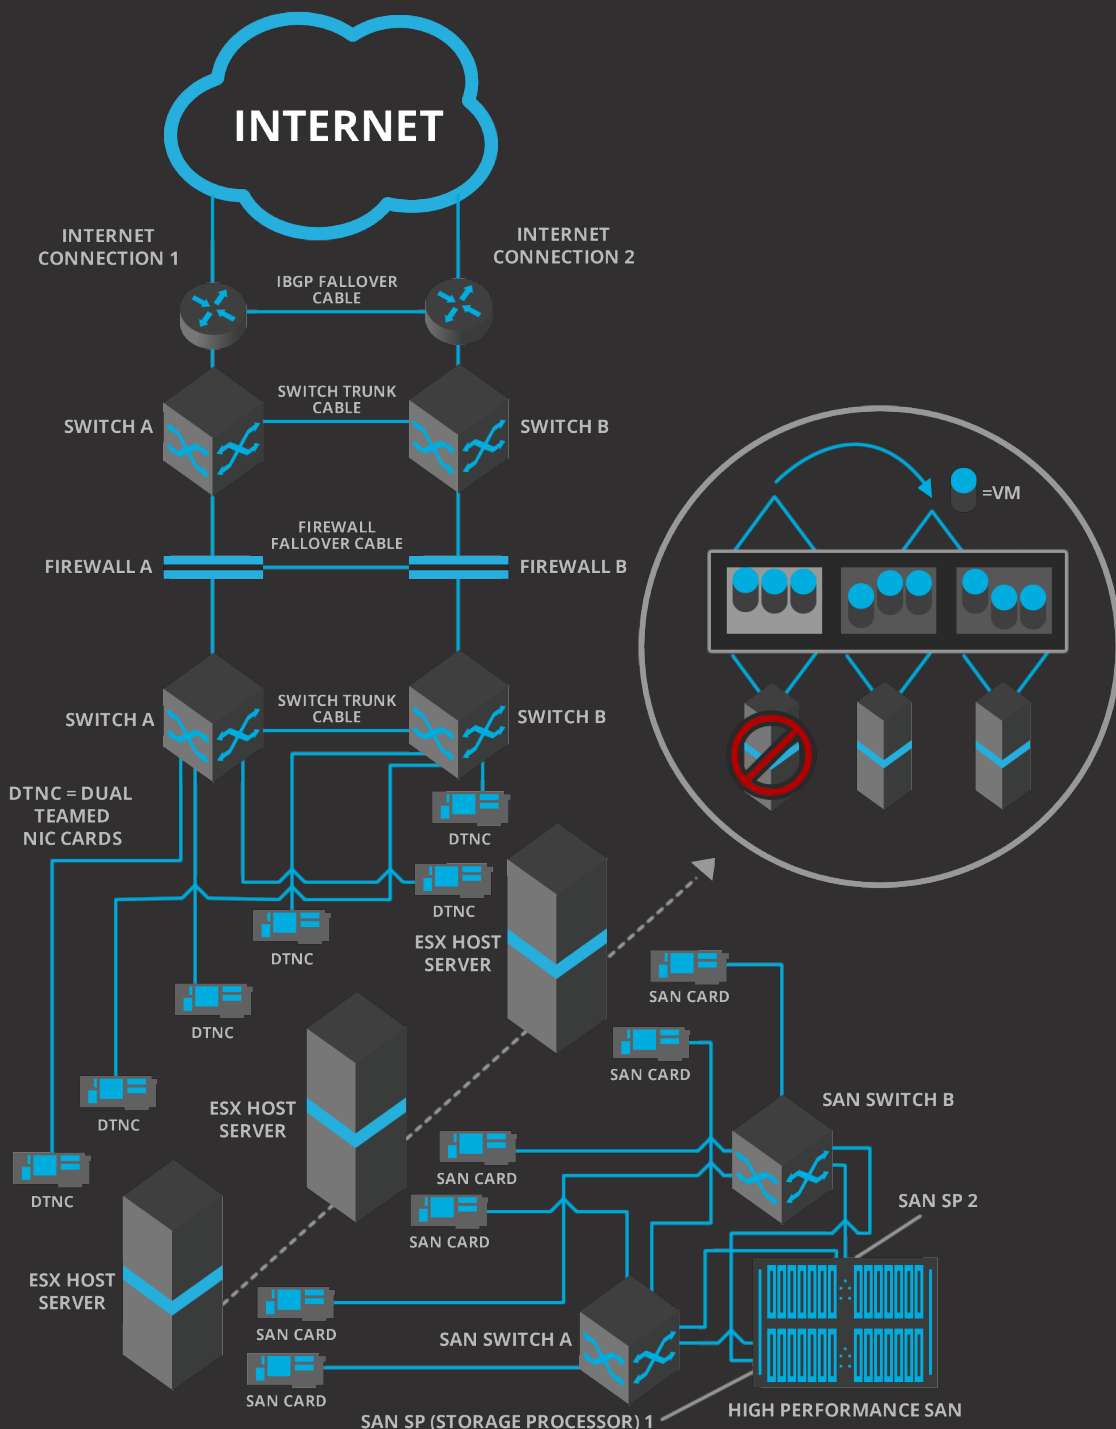 INTERNET
INTERNET
CONNECTION 1
INTERNET
CONNECTION 2
IBGP FALLOVER
CABLE
SWITCH TRUNK
CABLE
SWITCH A
SWITCH B
=VM
FIREWALL
FALLOVER CABLE
FIREWALL A
FIREWALL B
SWITCH TRUNK
CABLE
SWITCH A
SWITCH B
DTNC = DUAL
TEAMED
NIC CARDS
DTNC
DTNC
DTNC
DTNC
DTNC
DTNC
ESX HOST
SERVER
SAN CARD
SAN CARD
ESX HOST
SERVER
SAN SWITCH B
SAN CARD
SAN CARD
SAN SP 2
ESX HOST
SERVER
SAN CARD
SAN SWITCH A
SAN CARD
HIGH PERFORMANCE SAN
SAN SP (STORAGE PROCESSOR) 1